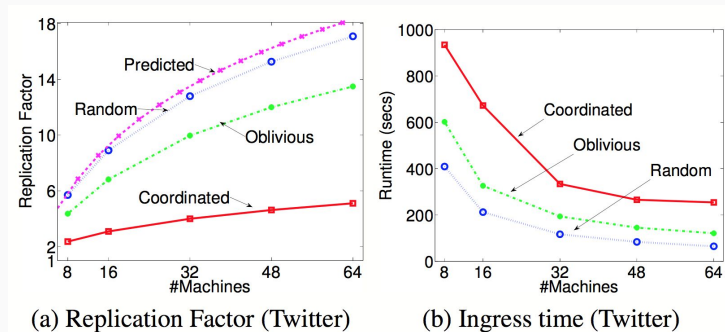 18
14
10
6
2
1
Replication Factor
Predicted
Random
Oblivious
Coordinated
8
16
32
48
64
#Machines
(a) Replication Factor (Twitter)
1000
800
600
400
200
0
Runtime (secs)
Coordinated
Oblivious
Random
8
16
32
48
64
#Machines
(b) Ingress time (Twitter)